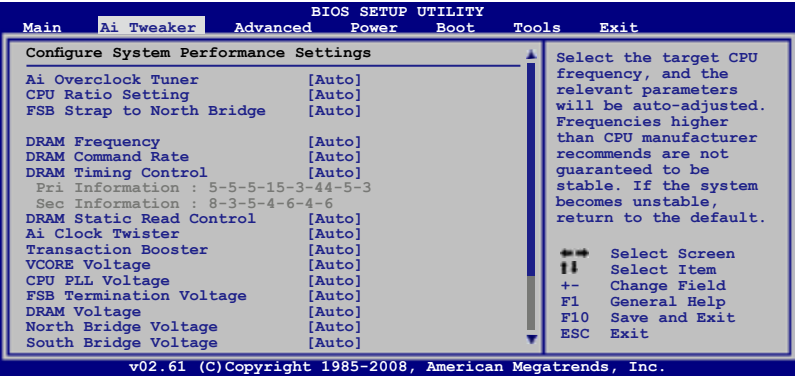 BIOS SETUP UTILITY
Main Ai Tweaker Advanced Power Boot Tools Exit
Configure System Performance Settings
Ai Overclock Tuner [Auto]
CPU Ratio Setting [Auto]
FSB Strap to North Bridge [Auto]
DRAM Frequency [Auto]
DRAM Command Rate [Auto]
DRAM Timing Control [Auto]
Pri Information : 5-5-5-15-3-44-5-3
Sec Information : 8-3-5-4-6-4-6
DRAM Static Read Control [Auto]
Ai Clock Twister [Auto]
Transaction Booster [Auto]
VCORE Voltage [Auto]
CPU PLL Voltage [Auto]
FSB Termination Voltage [Auto]
DRAM Voltage [Auto]
North Bridge Voltage [Auto]
South Bridge Voltage [Auto]
Select the target CPU
frequency, and the
relevant parameters
will be auto-adjusted.
Frequencies higher
than CPU manufacturer
recommends are not
guaranteed to be
stable. If the system
becomes unstable,
return to the default.
Select Screen
Select Item
+- Change Field
F1 General Help
F10 Save and Exit
ESC Exit
v02.61 (C)Copyright 1985-2008, American Megatrends, Inc.